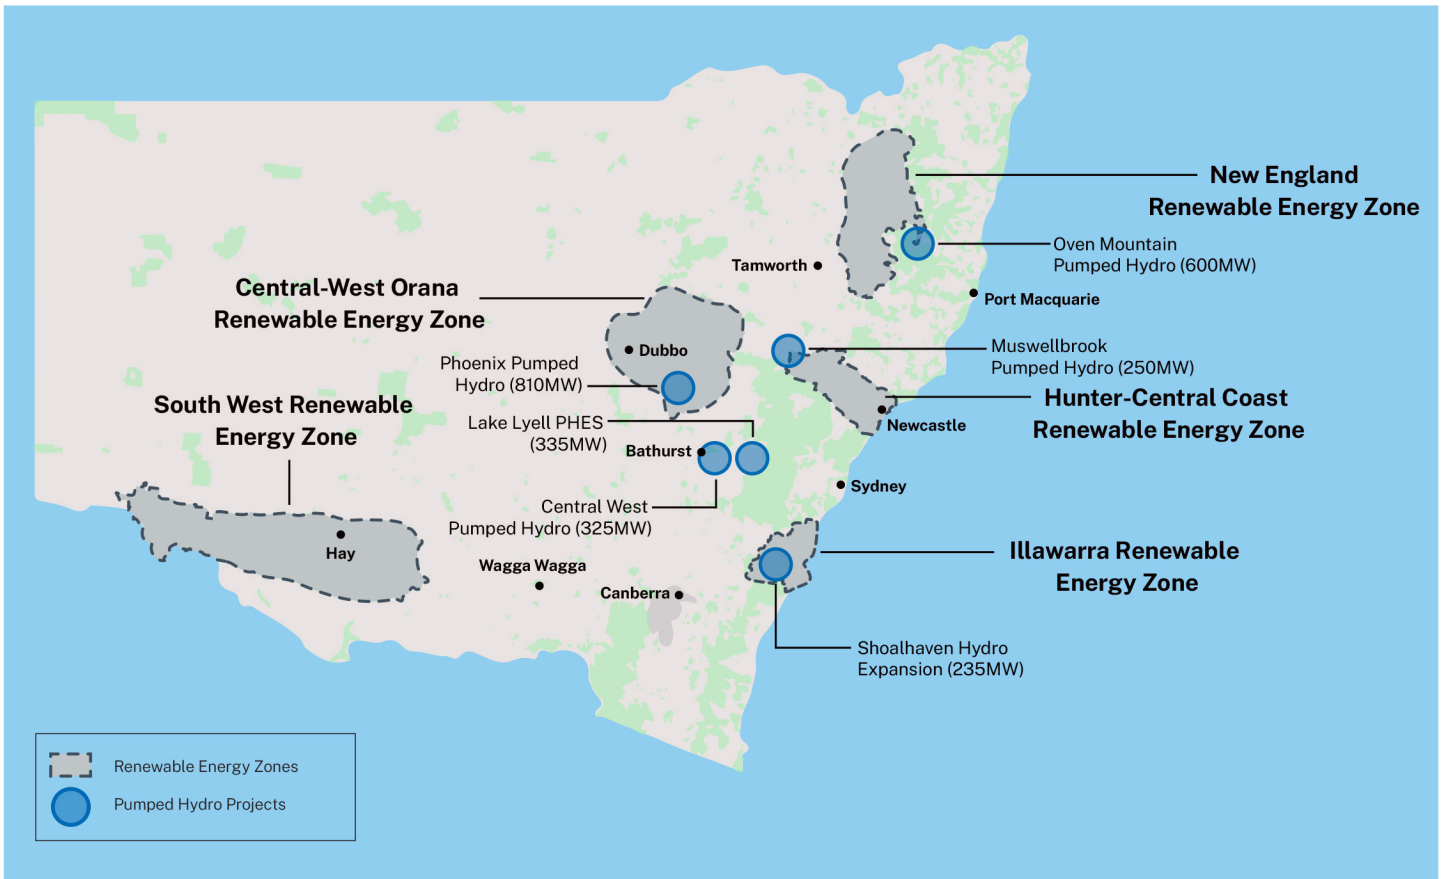 New England
Renewable Energy Zone
Oven Mountain
Pumped Hydro (600MW)
Tamworth
Port Macquarie
Central-West Orana
Renewable Energy Zone
Dubbo
Phoenix Pumped
Hydro (810MW)
Muswellbrook
Pumped Hydro (250MW)
Hunter-Central Coast
Renewable Energy Zone
Newcastle
South West Renewable
Energy Zone
Lake Lyell PHES
(335MW)
Bathurst
Sydney
Central West
Pumped Hydro (325MW)
Hay
Illawarra Renewable
Energy Zone
Wagga Wagga
Canberra
Shoalhaven Hydro
Expansion (235MW)
Renewable Energy Zones
Pumped Hydro Projects